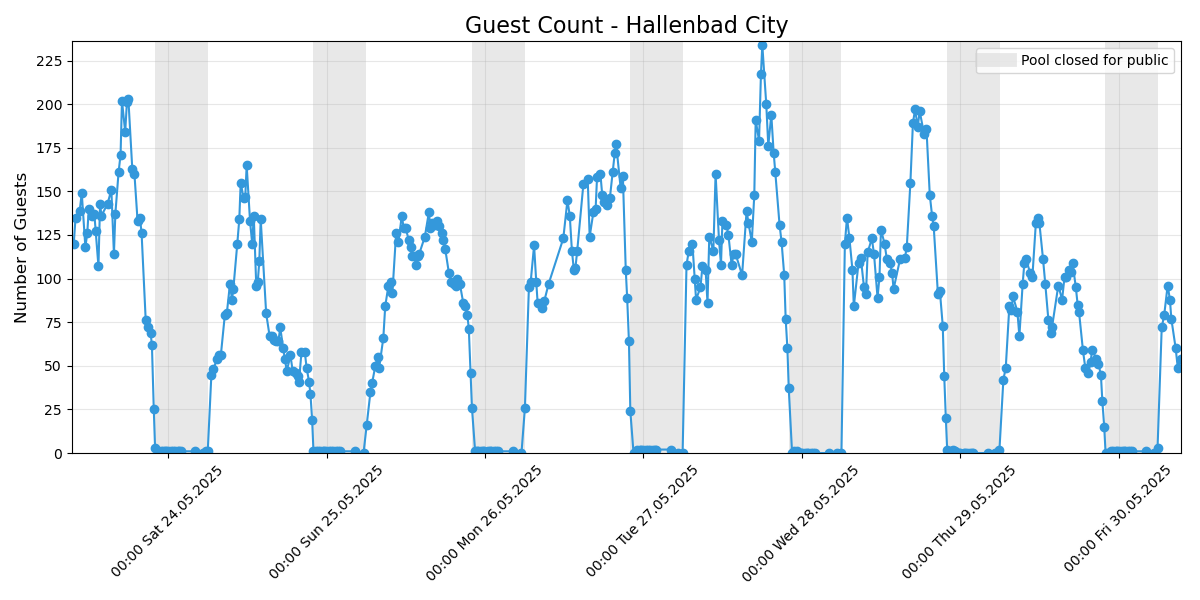 Guest Count - Hallenbad City
Pool closed for public
Number of Guests
225
200
175
150
125
100
75
50
25
0
00:00 Sat 24.05.2025
00:00 Sun 25.05.2025
00:00 Mon 26.05.2025
00:00 Tue 27.05.2025
00:00 Wed 28.05.2025
00:00 Thu 29.05.2025
00:00 Fri 30.05.2025